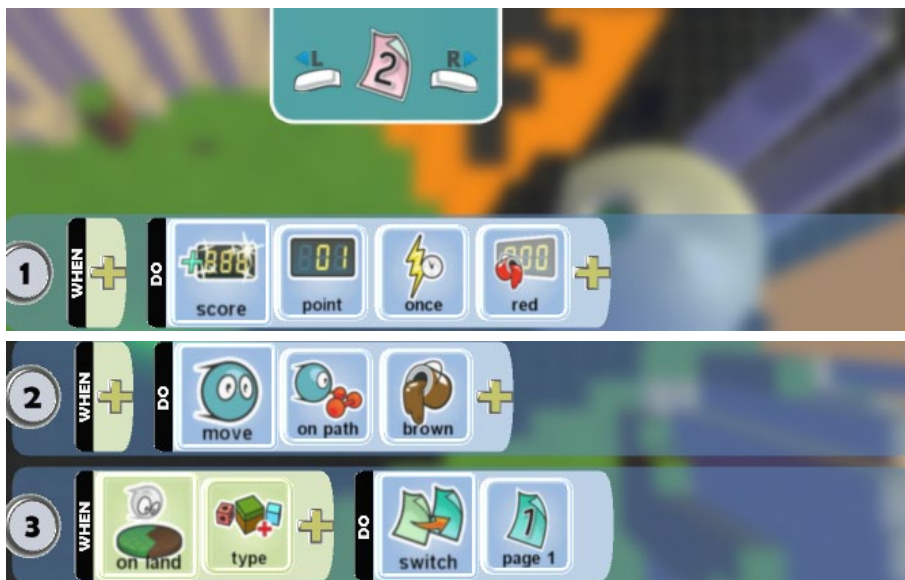 L 2 R
1 WHEN DO score 01 point once red
2 WHEN DO move on path brown
3 WHEN on land type DO switch 1 page 1